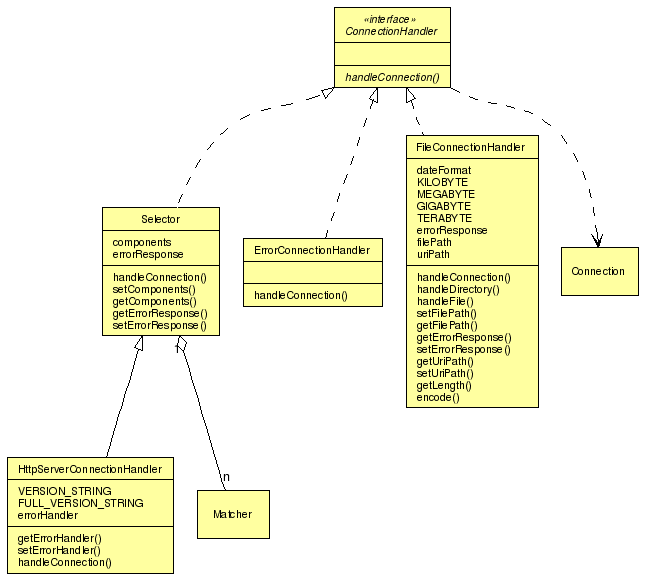 «interface»
ConnectionHandler
handleConnection()
FileConnectionHandler
dateFormat
KILOBYTE
MEGABYTE
GIGABYTE
TERABYTE
errorResponse
filePath
uriPath
handleConnection()
handleDirectory()
handleFile()
setFilePath()
getFilePath()
getErrorResponse()
setErrorResponse()
getUriPath()
setUriPath()
getLength()
encode()
Selector
components
errorResponse
handleConnection()
setComponents()
getComponents()
getErrorResponse()
setErrorResponse()
ErrorConnectionHandler
handleConnection()
Connection
1
n
HttpServerConnectionHandler
VERSION_STRING
FULL_VERSION_STRING
errorHandler
getErrorHandler()
setErrorHandler()
handleConnection()
Matcher